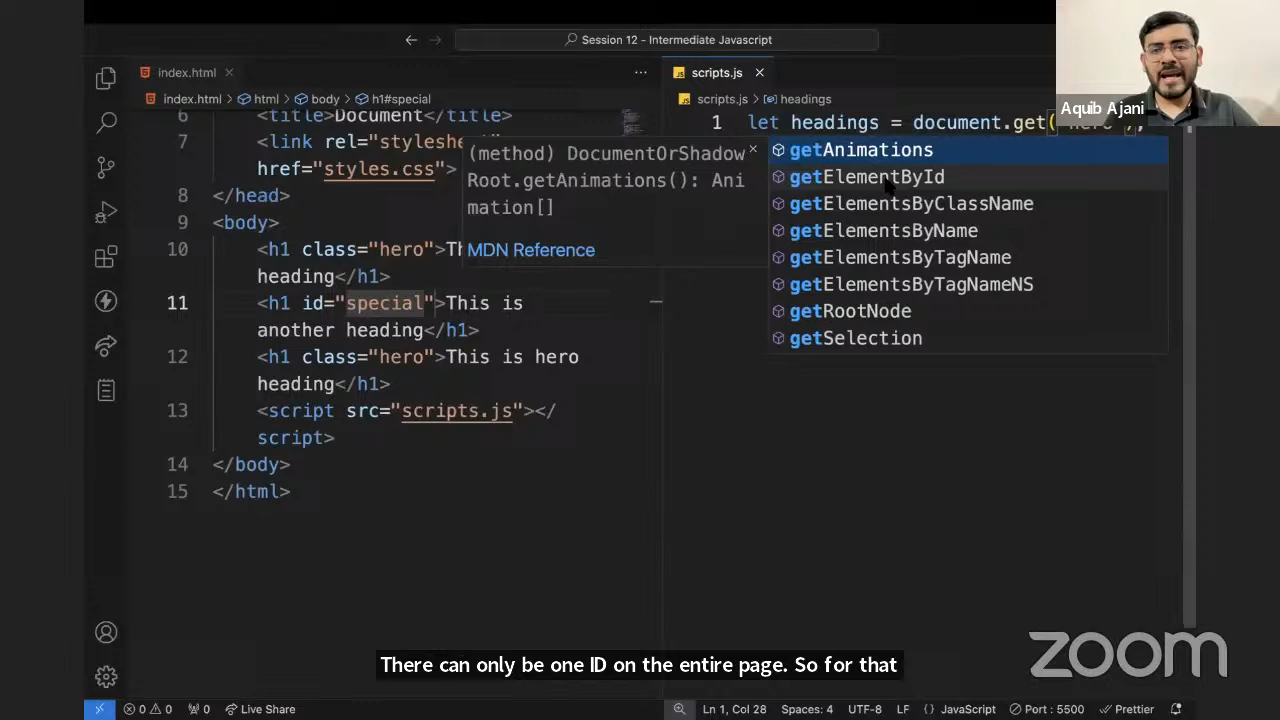 Session 12 - Intermediate Javascript
Aquib Ajani
index.html
index.html > html > body > h1#special
6 <title>Document</title>
7 <link rel="stylesheet"
href="styles.css"
8 </head>
9 <body>
10 <h1 class="hero">Th
heading</h1>
11 <h1 id="special">This is
another heading</h1>
12 <h1 class="hero">This is hero
heading</h1>
13 <script src="scripts.js"></
script>
14 </body>
15 </html>
(method) DocumentOrShadow
Root.getAnimations(): Ani
mation[]
MDN Reference
JS scripts.js
JS scripts.js > headings
1 let headings = document.get("hero");
getAnimations
getElementById
getElementsByClassName
getElementsByName
getElementsByTagName
getElementsByTagNameNS
getRootNode
getSelection
There can only be one ID on the entire page. So for that
zoom
0 0 0 Live Share Ln 1, Col 28 Spaces: 4 UTF-8 LF {} JavaScript Port : 5500 Prettier